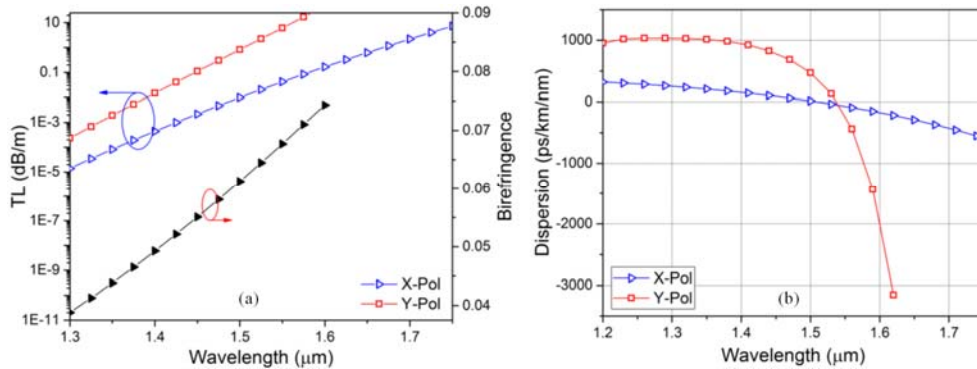 10
0.1
1E-3
1E-5
1E-7
1E-9
1E-11
TL (dB/m)
0.09
0.08
0.07
0.06
0.05
0.04
Birefringence
(a)
X-Pol
Y-Pol
1.3 1.4 1.5 1.6 1.7
Wavelength (μm)
1000
0
-1000
-2000
-3000
Dispersion (ps/km/nm)
X-Pol
Y-Pol
(b)
1.2 1.3 1.4 1.5 1.6 1.7
Wavelength (μm)